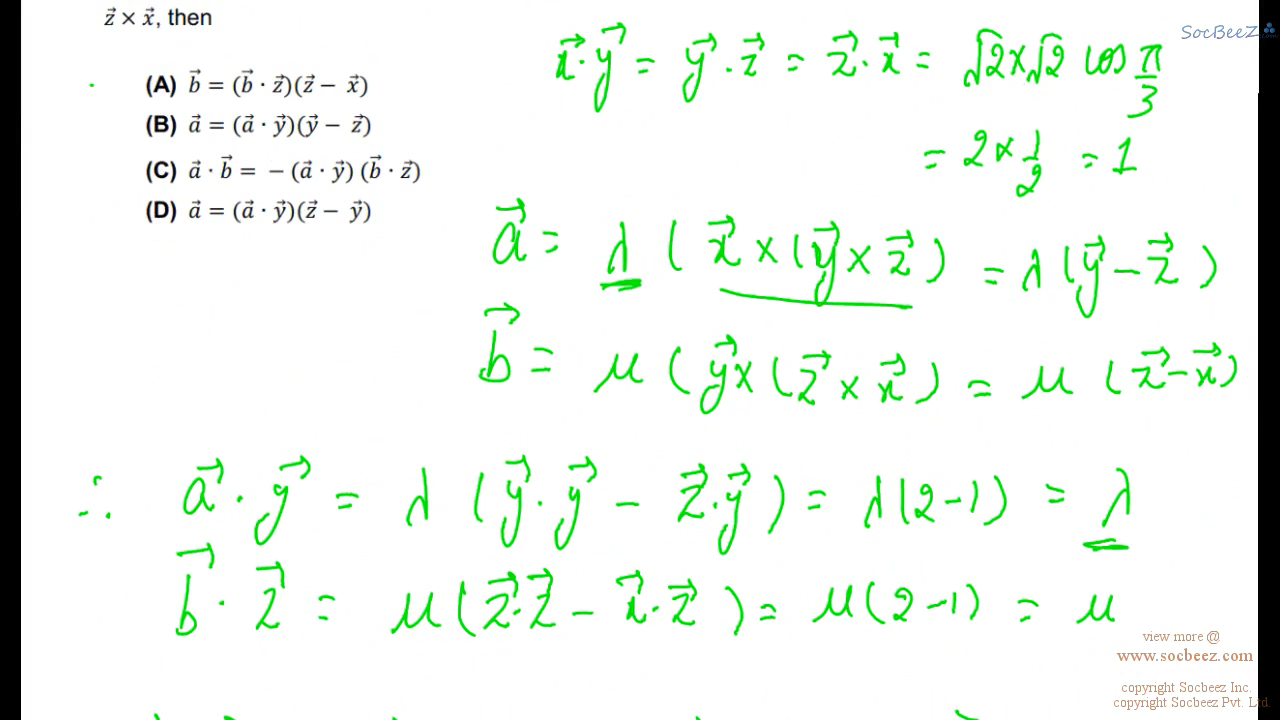 z⃗ × x⃗, then
SocBeeZ
x⃗·y⃗ = y⃗·z⃗ = z⃗·x⃗ = √2×√2 cos π/3
(A) b⃗ = (b⃗ · z⃗)(z⃗ − x⃗)
(B) a⃗ = (a⃗ · y⃗)(y⃗ − z⃗)
= 2 × 1/2 = 1
(C) a⃗ · b⃗ = − (a⃗ · y⃗) (b⃗ · z⃗)
(D) a⃗ = (a⃗ · y⃗)(z⃗ − y⃗)
a⃗ = λ ( x⃗ × (y⃗ × z⃗ ) = λ (y⃗ − z⃗ )
b⃗ = μ ( y⃗ × ( z⃗ × x⃗ ) = μ ( z⃗ − x⃗ )
∴ a⃗ · y⃗ = λ ( y⃗ · y⃗ − z⃗ · y⃗ ) = λ (2 − 1) = λ
b⃗ · z⃗ = μ ( z⃗ · z⃗ − x⃗ · z⃗ ) = μ (2 − 1) = μ
view more @
www.socbeez.com
copyright Socbeez Inc.
copyright Socbeez Pvt. Ltd.